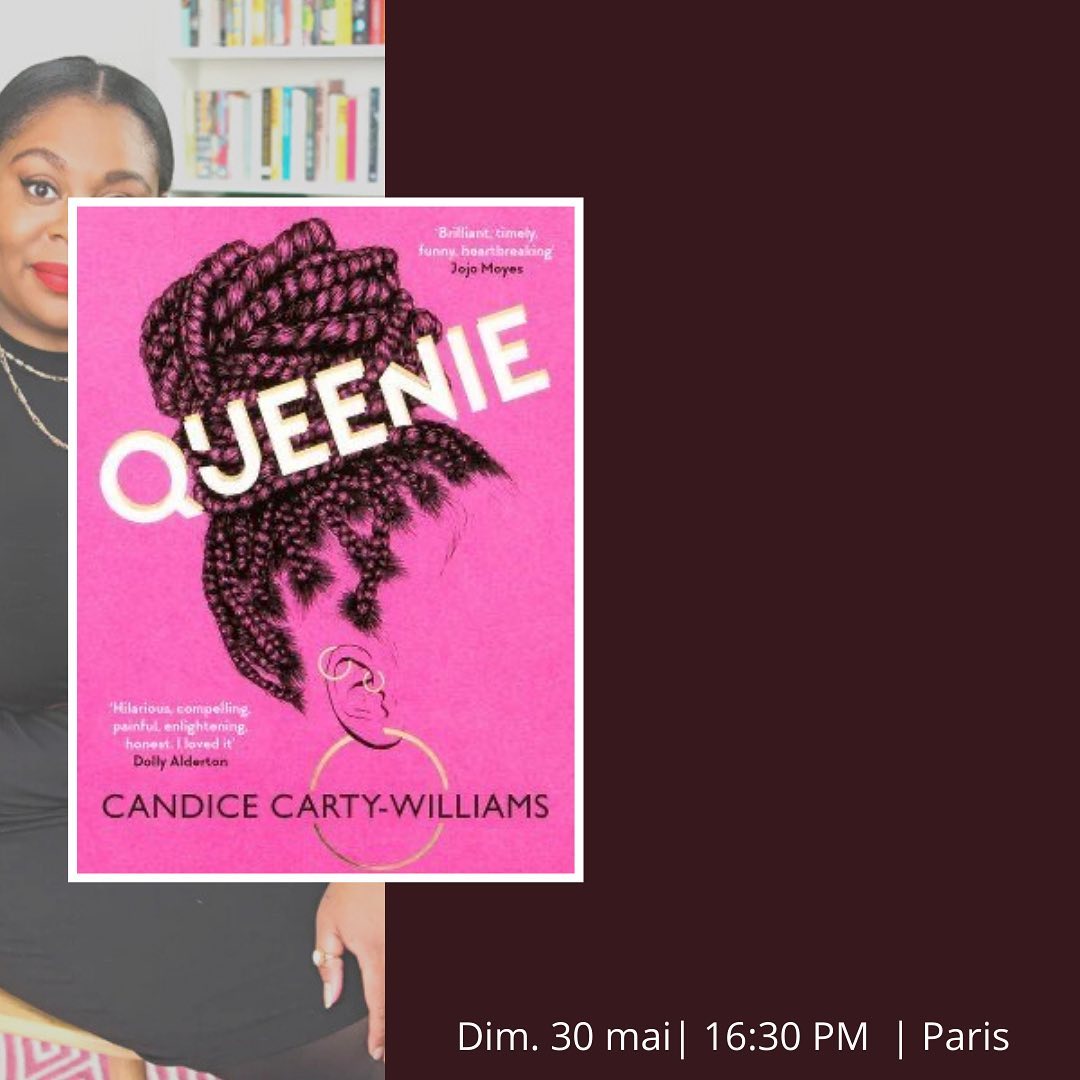 'Brilliant, timely,
funny, heartbreaking'
Jojo Moyes
QUEENIE
'Hilarious, compelling,
painful, enlightening,
honest. I loved it'
Dolly Alderton
CANDICE CARTY-WILLIAMS
Dim. 30 mai| 16:30 PM | Paris